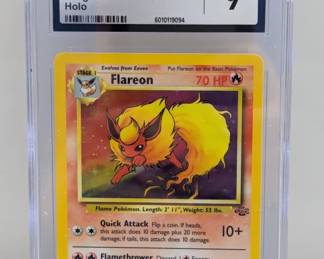 Holo
9
6010119094
STAGE 1
Evolves from Eevee
Put Flareon on the Basic Pokémon
Flareon
70 HP
Flame Pokémon. Length: 2' 11", Weight: 55 lbs.
Quick Attack Flip a coin. If heads,
this attack does 10 damage plus 20 more
damage; if tails, this attack does 10 damage.
10+
Flamethrower